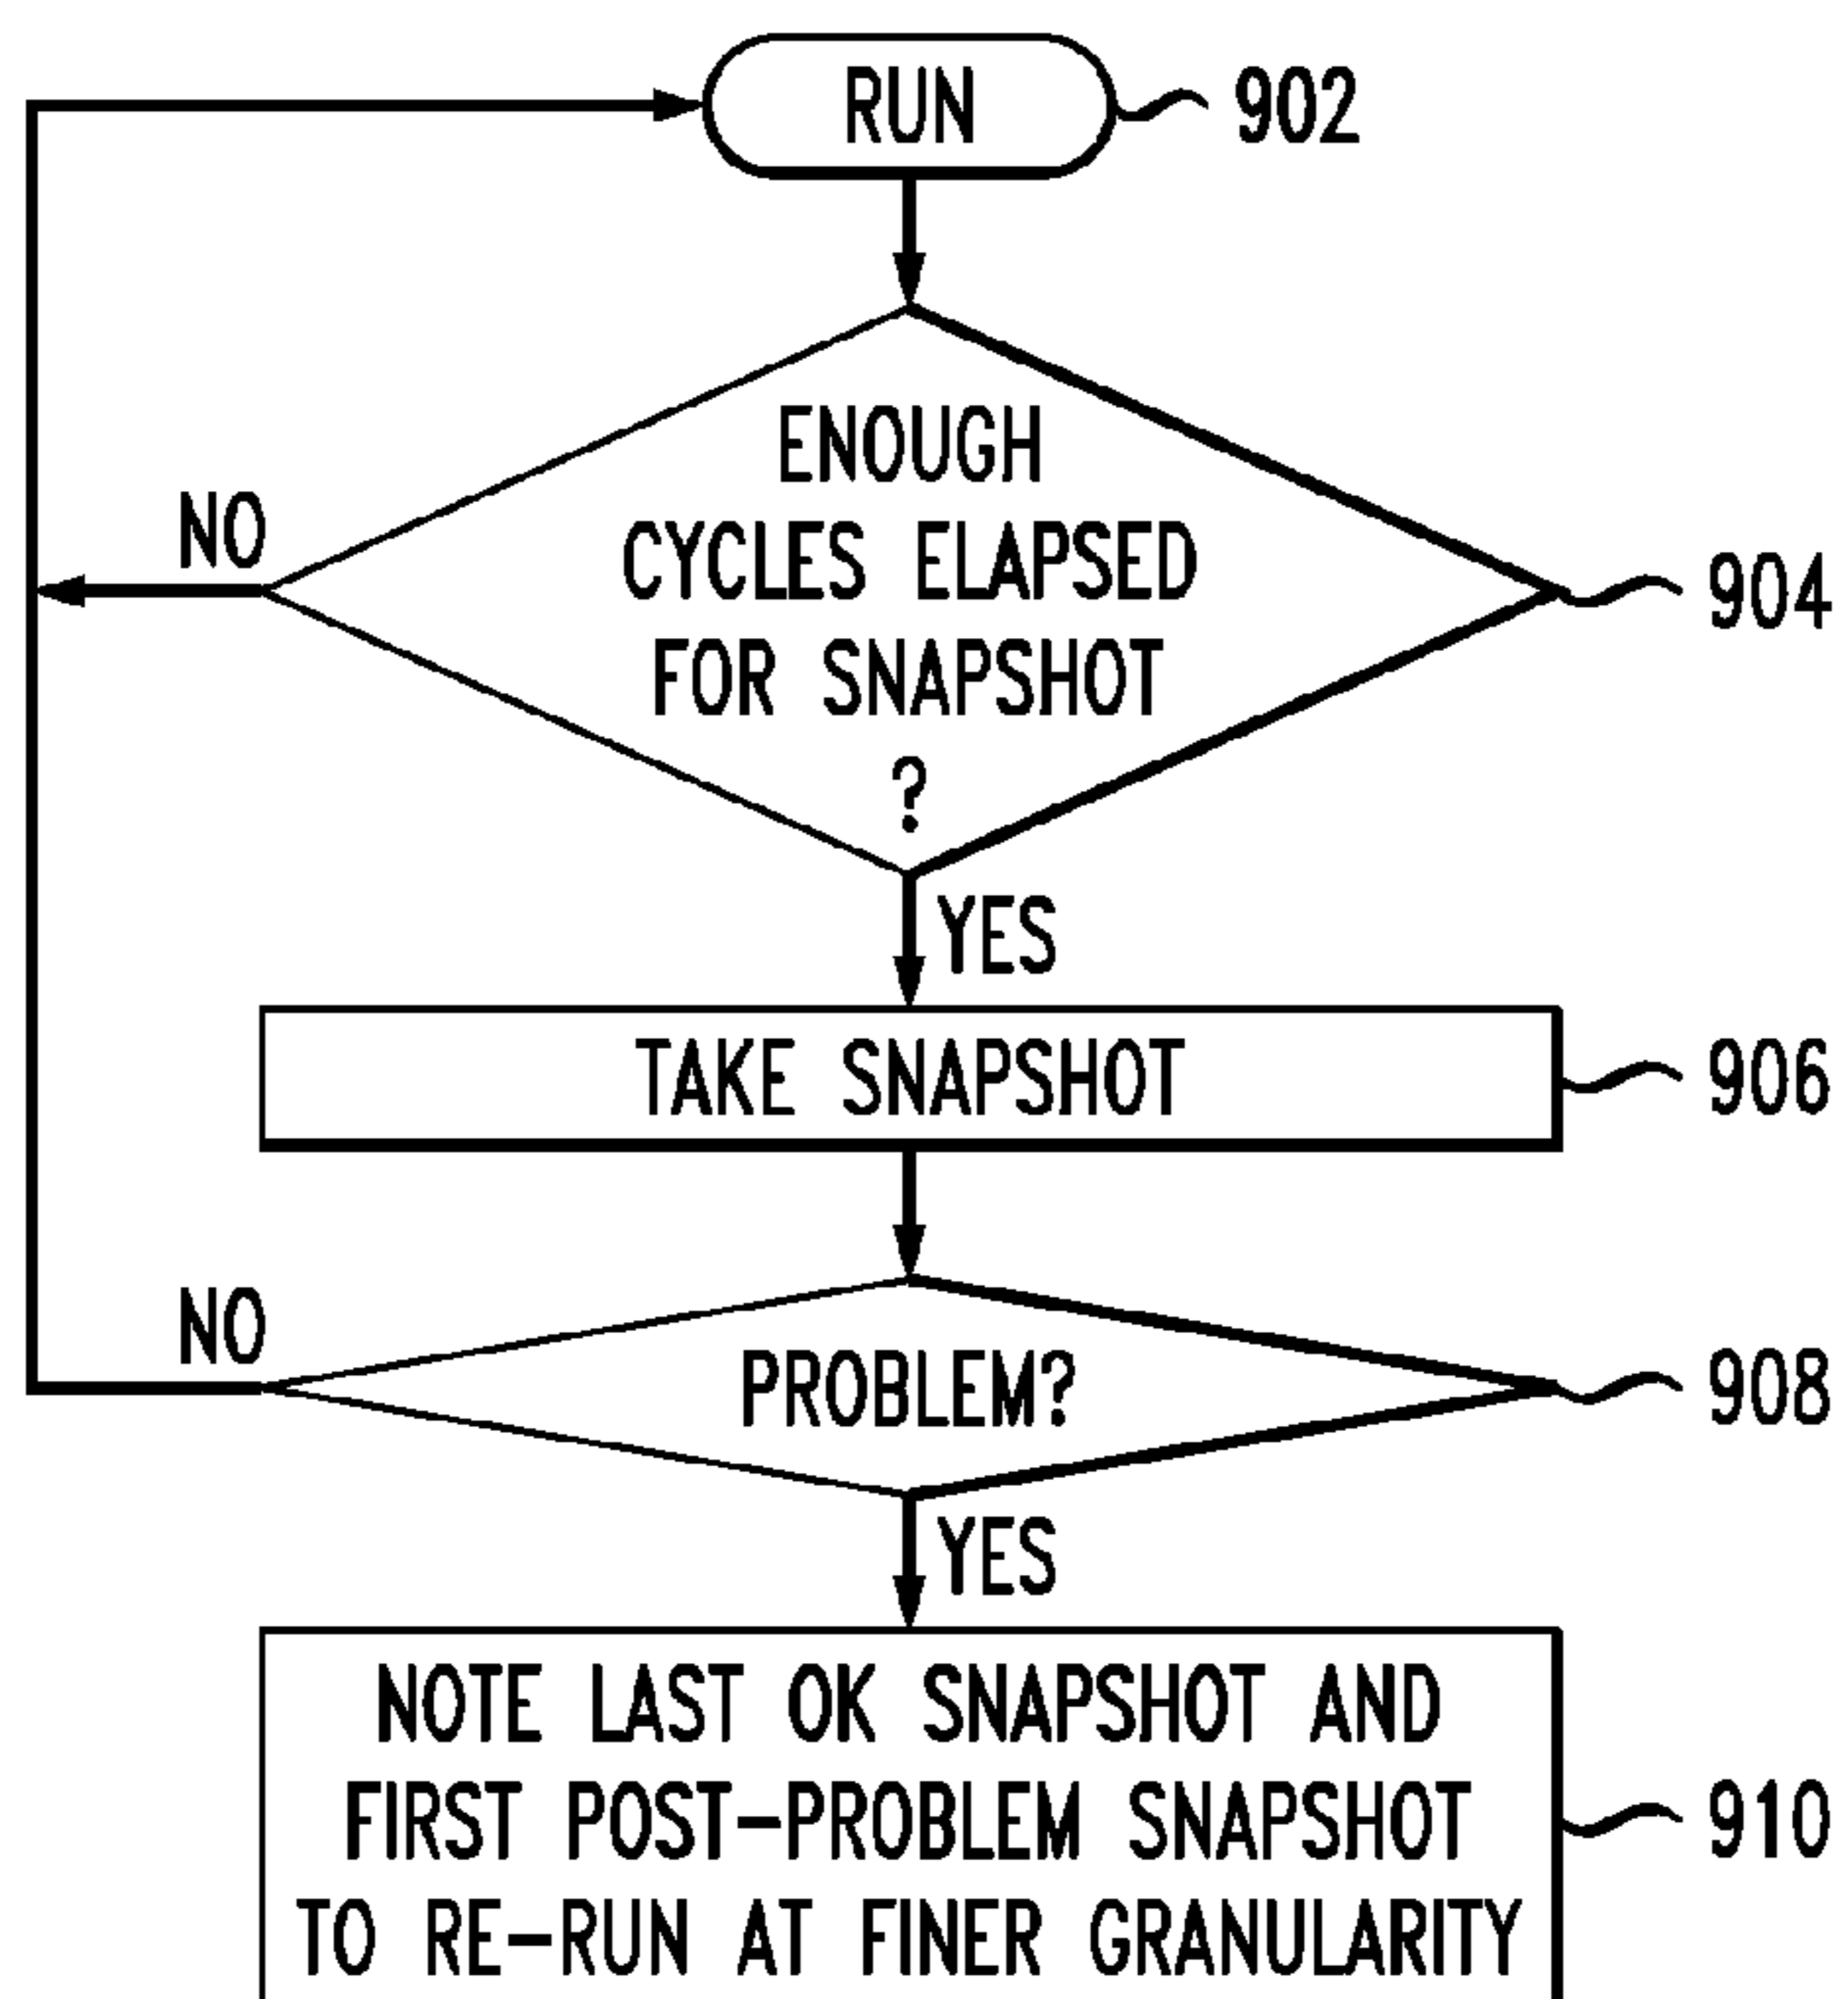 RUN
902
ENOUGH
CYCLES ELAPSED
FOR SNAPSHOT
?
904
NO
YES
TAKE SNAPSHOT
906
PROBLEM?
908
NO
YES
NOTE LAST OK SNAPSHOT AND
FIRST POST-PROBLEM SNAPSHOT
TO RE-RUN AT FINER GRANULARITY
910